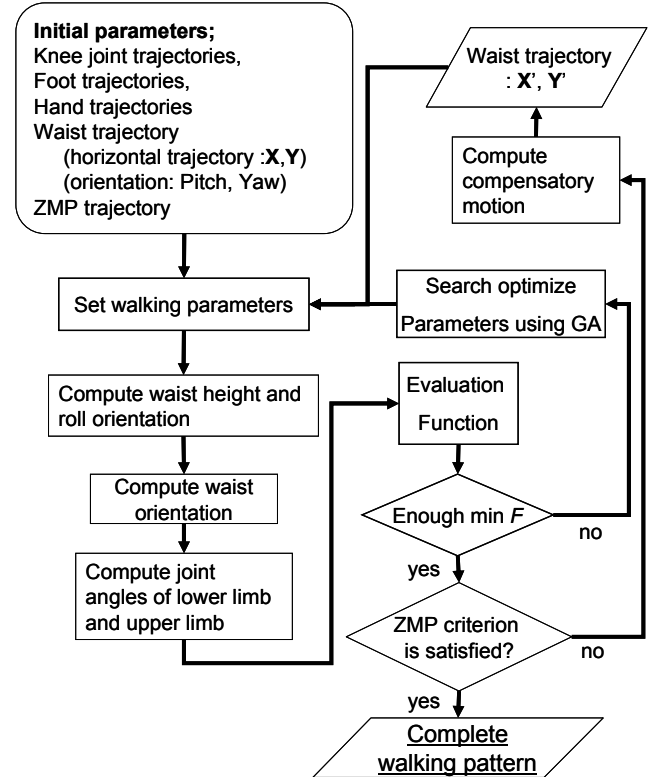 Initial parameters;
Knee joint trajectories,
Foot trajectories,
Hand trajectories
Waist trajectory
(horizontal trajectory :X,Y)
(orientation: Pitch, Yaw)
ZMP trajectory
Waist trajectory
: X’, Y’
Compute
compensatory
motion
Set walking parameters
Search optimize
Parameters using GA
Compute waist height and
roll orientation
Evaluation
Function
Compute waist
orientation
Enough min F
no
yes
Compute joint
angles of lower limb
and upper limb
ZMP criterion
is satisfied?
no
yes
Complete
walking pattern